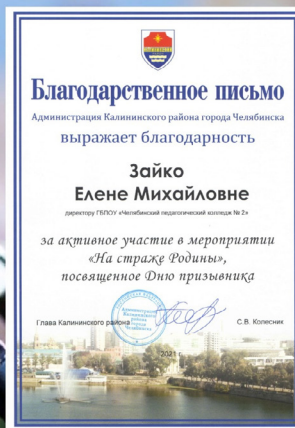 Благодарственное письмо
Администрация Калининского района города Челябинска
выражает благодарность
Зайко
Елене Михайловне
директору ГБПОУ «Челябинский педагогический колледж № 2»
за активное участие в мероприятии
«На страже Родины»,
посвященное Дню призывника
Глава Калининского района
С.В. Колесник
2021 г.